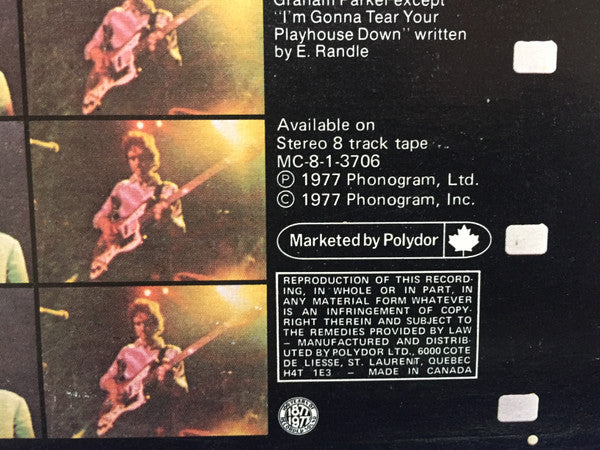 Graham Parker except
"I'm Gonna Tear Your
Playhouse Down" written
by E. Randle
Available on
Stereo 8 track tape
MC-8-1-3706
Ⓟ 1977 Phonogram, Ltd.
© 1977 Phonogram, Inc.
Marketed by Polydor
REPRODUCTION OF THIS RECORD-
ING, IN WHOLE OR IN PART, IN
ANY MATERIAL FORM WHATEVER
IS AN INFRINGEMENT OF COPY-
RIGHT THEREIN AND SUBJECT TO
THE REMEDIES PROVIDED BY LAW
— MANUFACTURED AND DISTRIB-
UTED BY POLYDOR LTD., 6000 COTE
DE LIESSE, ST. LAURENT, QUEBEC
H4T 1E3 – MADE IN CANADA
1877
1977